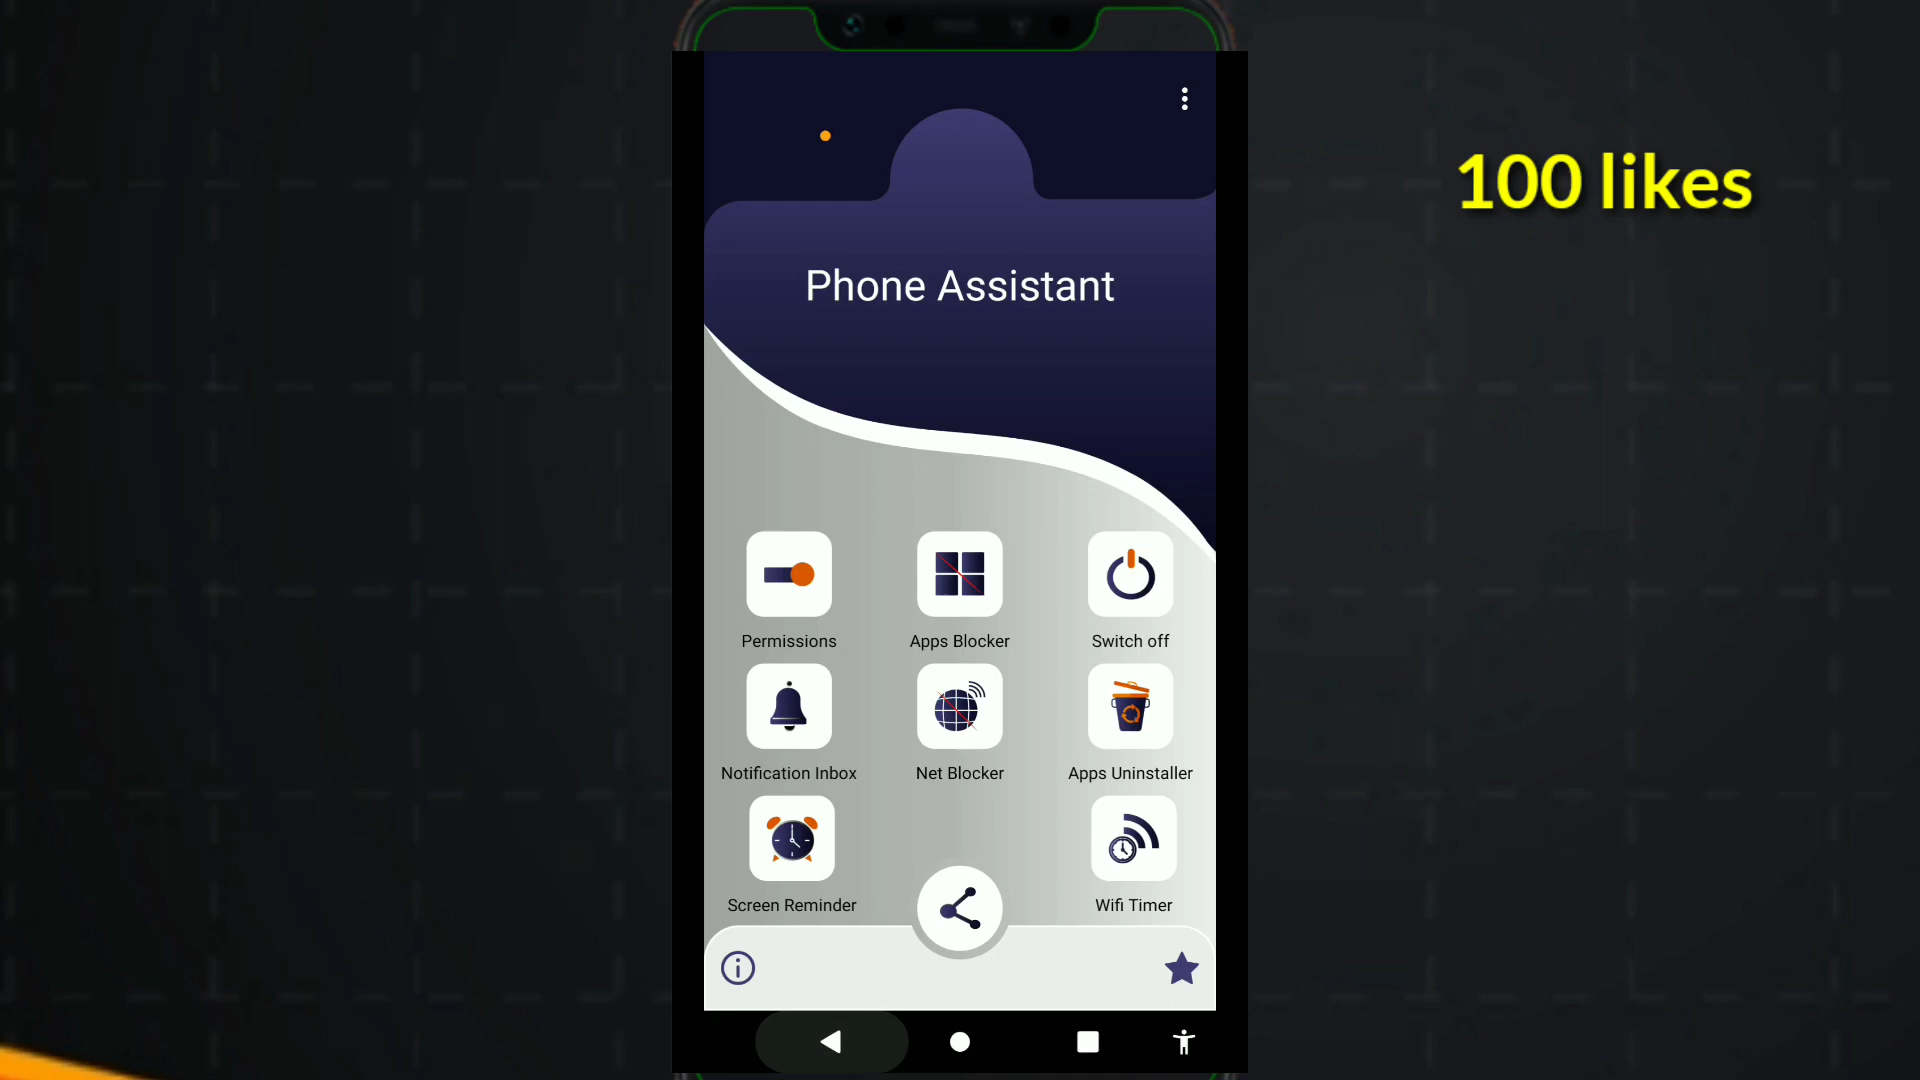 100 likes
Phone Assistant
Permissions
Apps Blocker
Switch off
Notification Inbox
Net Blocker
Apps Uninstaller
Screen Reminder
Wifi Timer